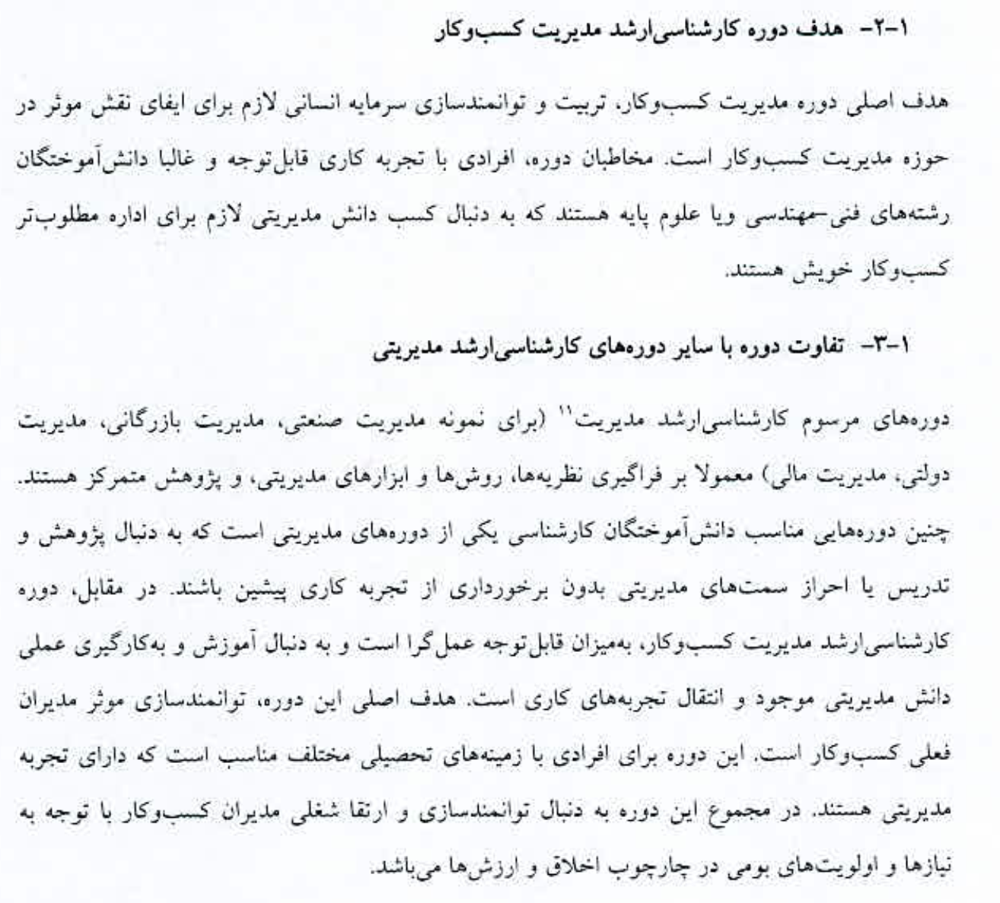 ۱-۲- هدف دوره کارشناسی‌ارشد مدیریت کسب‌وکار
هدف اصلی دوره مدیریت کسب‌وکار، تربیت و توانمندسازی سرمایه انسانی لازم برای ایفای نقش موثر در
حوزه مدیریت کسب‌وکار است. مخاطبان دوره، افرادی با تجربه کاری قابل‌توجه و غالبا دانش‌آموختگان
رشته‌های فنی-مهندسی ویا علوم پایه هستند که به دنبال کسب دانش مدیریتی لازم برای اداره مطلوب‌تر
کسب‌وکار خویش هستند.
۱-۳- تفاوت دوره با سایر دوره‌های کارشناسی‌ارشد مدیریتی
دوره‌های مرسوم کارشناسی‌ارشد مدیریت۱۱ (برای نمونه مدیریت صنعتی، مدیریت بازرگانی، مدیریت
دولتی، مدیریت مالی) معمولا بر فراگیری نظریه‌ها، روش‌ها و ابزارهای مدیریتی، و پژوهش متمرکز هستند.
چنین دوره‌هایی مناسب دانش‌آموختگان کارشناسی یکی از دوره‌های مدیریتی است که به دنبال پژوهش و
تدریس یا احراز سمت‌های مدیریتی بدون برخورداری از تجربه کاری پیشین باشند. در مقابل، دوره
کارشناسی‌ارشد مدیریت کسب‌وکار، به‌میزان قابل‌توجه عمل‌گرا است و به دنبال آموزش و به‌کارگیری عملی
دانش مدیریتی موجود و انتقال تجربه‌های کاری است. هدف اصلی این دوره، توانمندسازی موثر مدیران
فعلی کسب‌وکار است. این دوره برای افرادی با زمینه‌های تحصیلی مختلف مناسب است که دارای تجربه
مدیریتی هستند. در مجموع این دوره به دنبال توانمندسازی و ارتقا شغلی مدیران کسب‌وکار با توجه به
نیازها و اولویت‌های بومی در چارچوب اخلاق و ارزش‌ها می‌باشد.